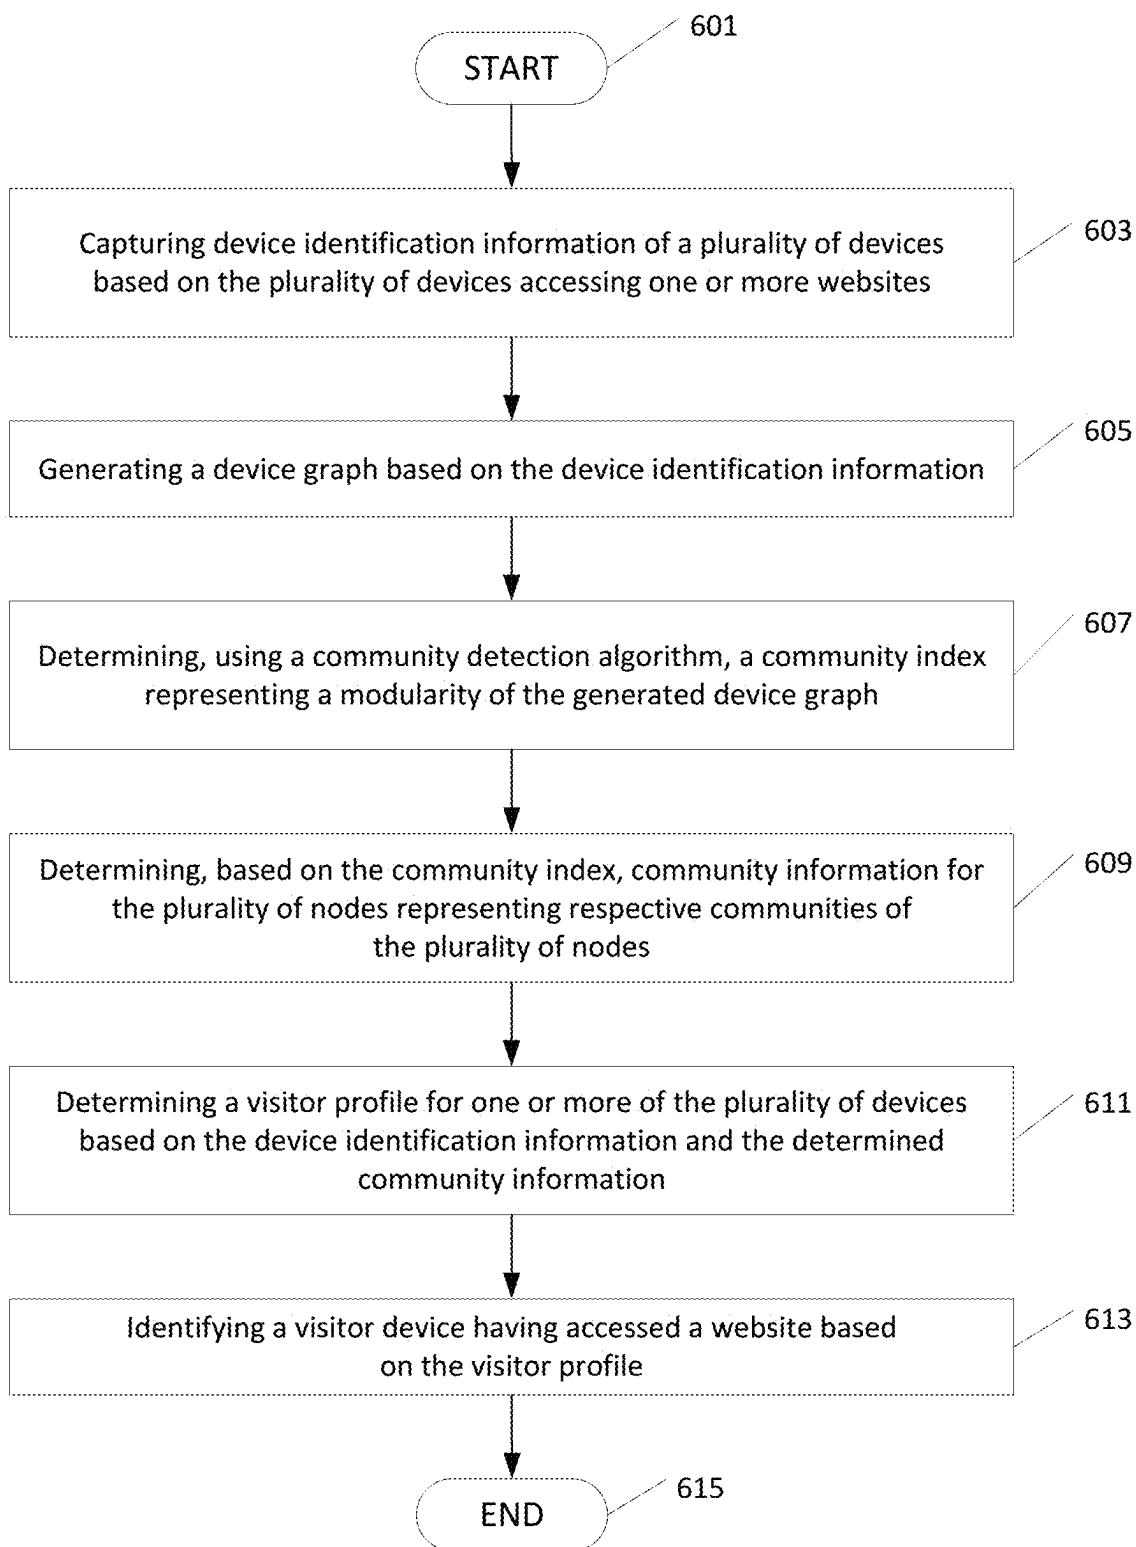 601
START
603
Capturing device identification information of a plurality of devices
based on the plurality of devices accessing one or more websites
605
Generating a device graph based on the device identification information
607
Determining, using a community detection algorithm, a community index
representing a modularity of the generated device graph
609
Determining, based on the community index, community information for
the plurality of nodes representing respective communities of
the plurality of nodes
611
Determining a visitor profile for one or more of the plurality of devices
based on the device identification information and the determined
community information
613
Identifying a visitor device having accessed a website based
on the visitor profile
615
END